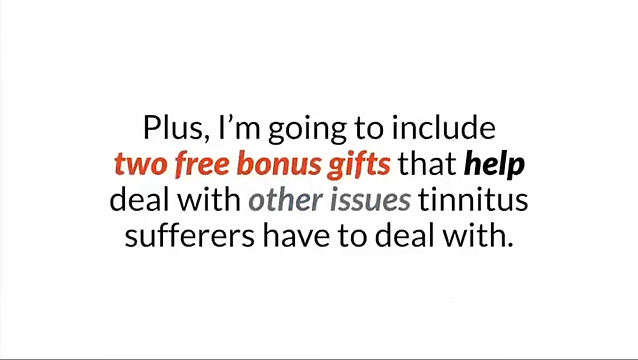 Plus, I’m going to include
two free bonus gifts that help
deal with other issues tinnitus
sufferers have to deal with.